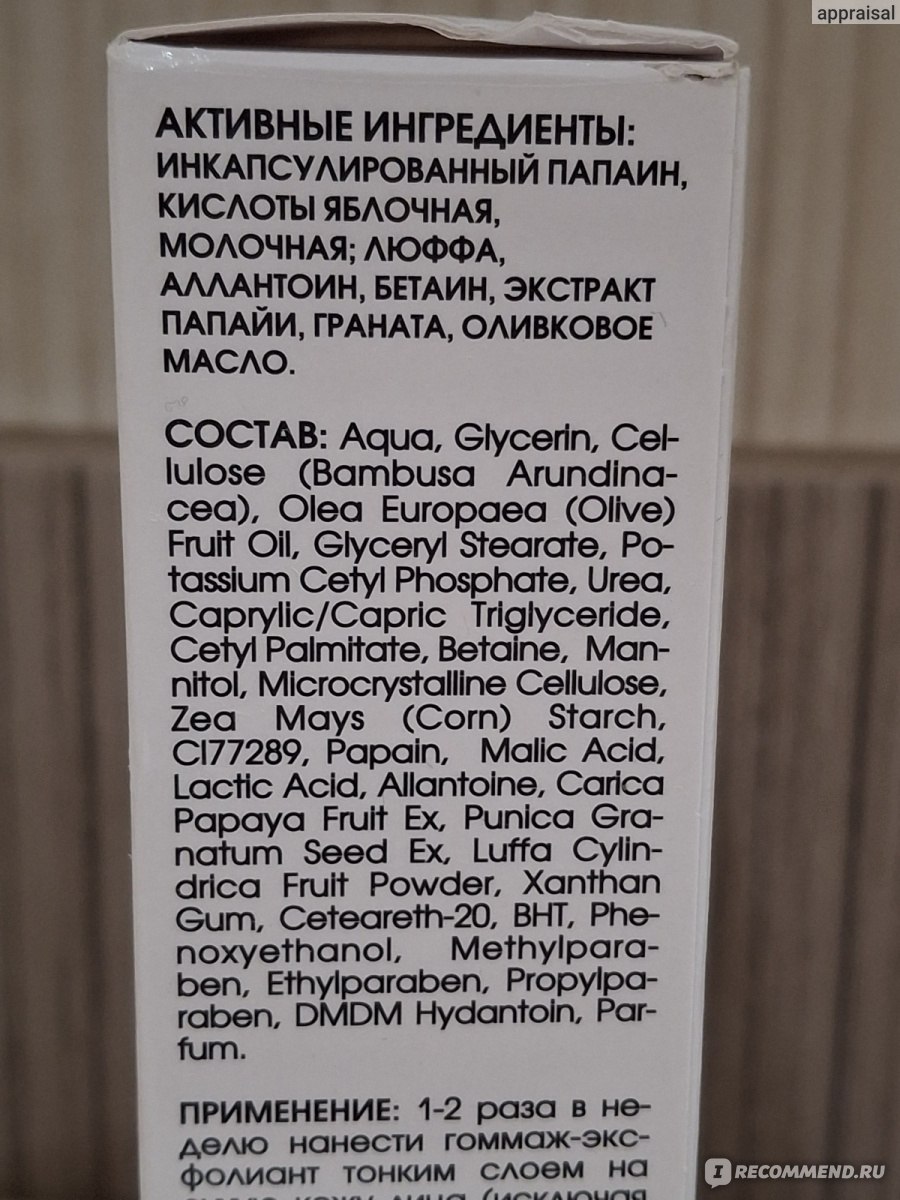 appraisal
АКТИВНЫЕ ИНГРЕДИЕНТЫ:
ИНКАПСУЛИРОВАННЫЙ ПАПАИН,
КИСЛОТЫ ЯБЛОЧНАЯ,
МОЛОЧНАЯ; ЛЮФФА,
АЛЛАНТОИН, БЕТАИН, ЭКСТРАКТ
ПАПАЙИ, ГРАНАТА, ОЛИВКОВОЕ
МАСЛО.
СОСТАВ: Aqua, Glycerin, Cel-
lulose (Bambusa Arundina-
cea), Olea Europaea (Olive)
Fruit Oil, Glyceryl Stearate, Po-
tassium Cetyl Phosphate, Urea,
Caprylic/Capric Triglyceride,
Cetyl Palmitate, Betaine, Man-
nitol, Microcrystalline Cellulose,
Zea Mays (Corn) Starch,
CI77289, Papain, Malic Acid,
Lactic Acid, Allantoine, Carica
Papaya Fruit Ex, Punica Gra-
natum Seed Ex, Luffa Cylin-
drica Fruit Powder, Xanthan
Gum, Ceteareth-20, BHT, Phe-
noxyethanol, Methylpara-
ben, Ethylparaben, Propylpa-
raben, DMDM Hydantoin, Par-
fum.
ПРИМЕНЕНИЕ: 1-2 раза в не-
делю нанести гоммаж-экс-
фолиант тонким слоем на
кожу лица (исключая
I RECOMMEND.RU